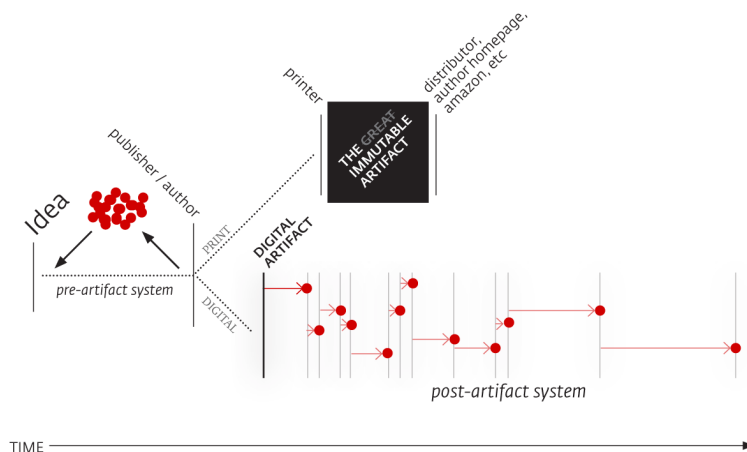 Idea
pre-artifact system
publisher / author
PRINT
DIGITAL
printer
THE GREAT
IMMUTABLE
ARTIFACT
distributor,
author homepage,
amazon, etc
DIGITAL
ARTIFACT
post-artifact system
TIME